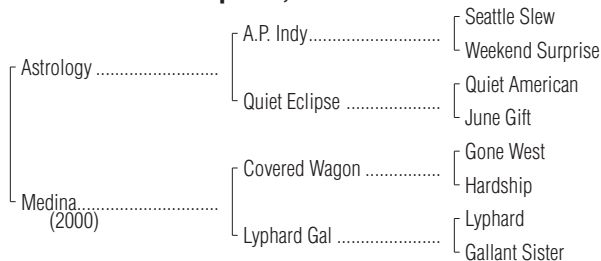 Seattle Slew
A.P. Indy..............................
Weekend Surprise
Astrology ............................
Quiet American
Quiet Eclipse .....................
June Gift
Gone West
Covered Wagon .................
Hardship
Medina................................
(2000)
Lyphard
Lyphard Gal .......................
Gallant Sister